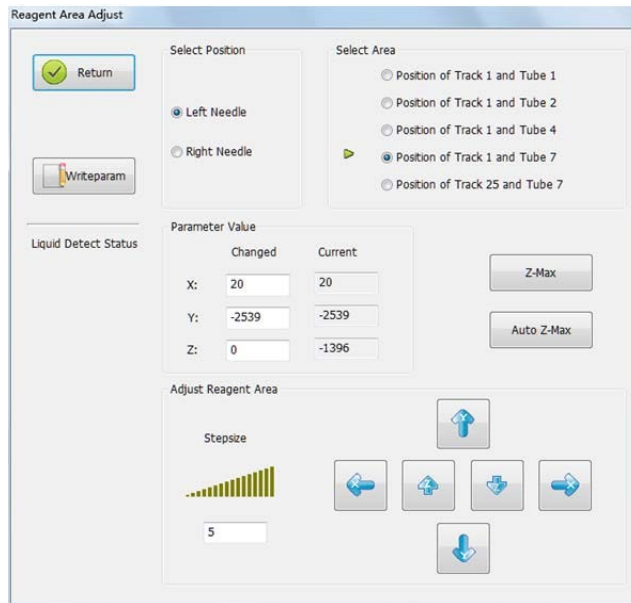 Reagent Area Adjust
Return
Writeparam
Liquid Detect Status
Select Position
Left Needle
Right Needle
Select Area
Position of Track 1 and Tube 1
Position of Track 1 and Tube 2
Position of Track 1 and Tube 4
Position of Track 1 and Tube 7
Position of Track 25 and Tube 7
Parameter Value
Changed Current
X: 20 20
Y: -2539 -2539
Z: 0 -1396
Z-Max
Auto Z-Max
Adjust Reagent Area
Stepsize
5
Y
X Z Z X
Y